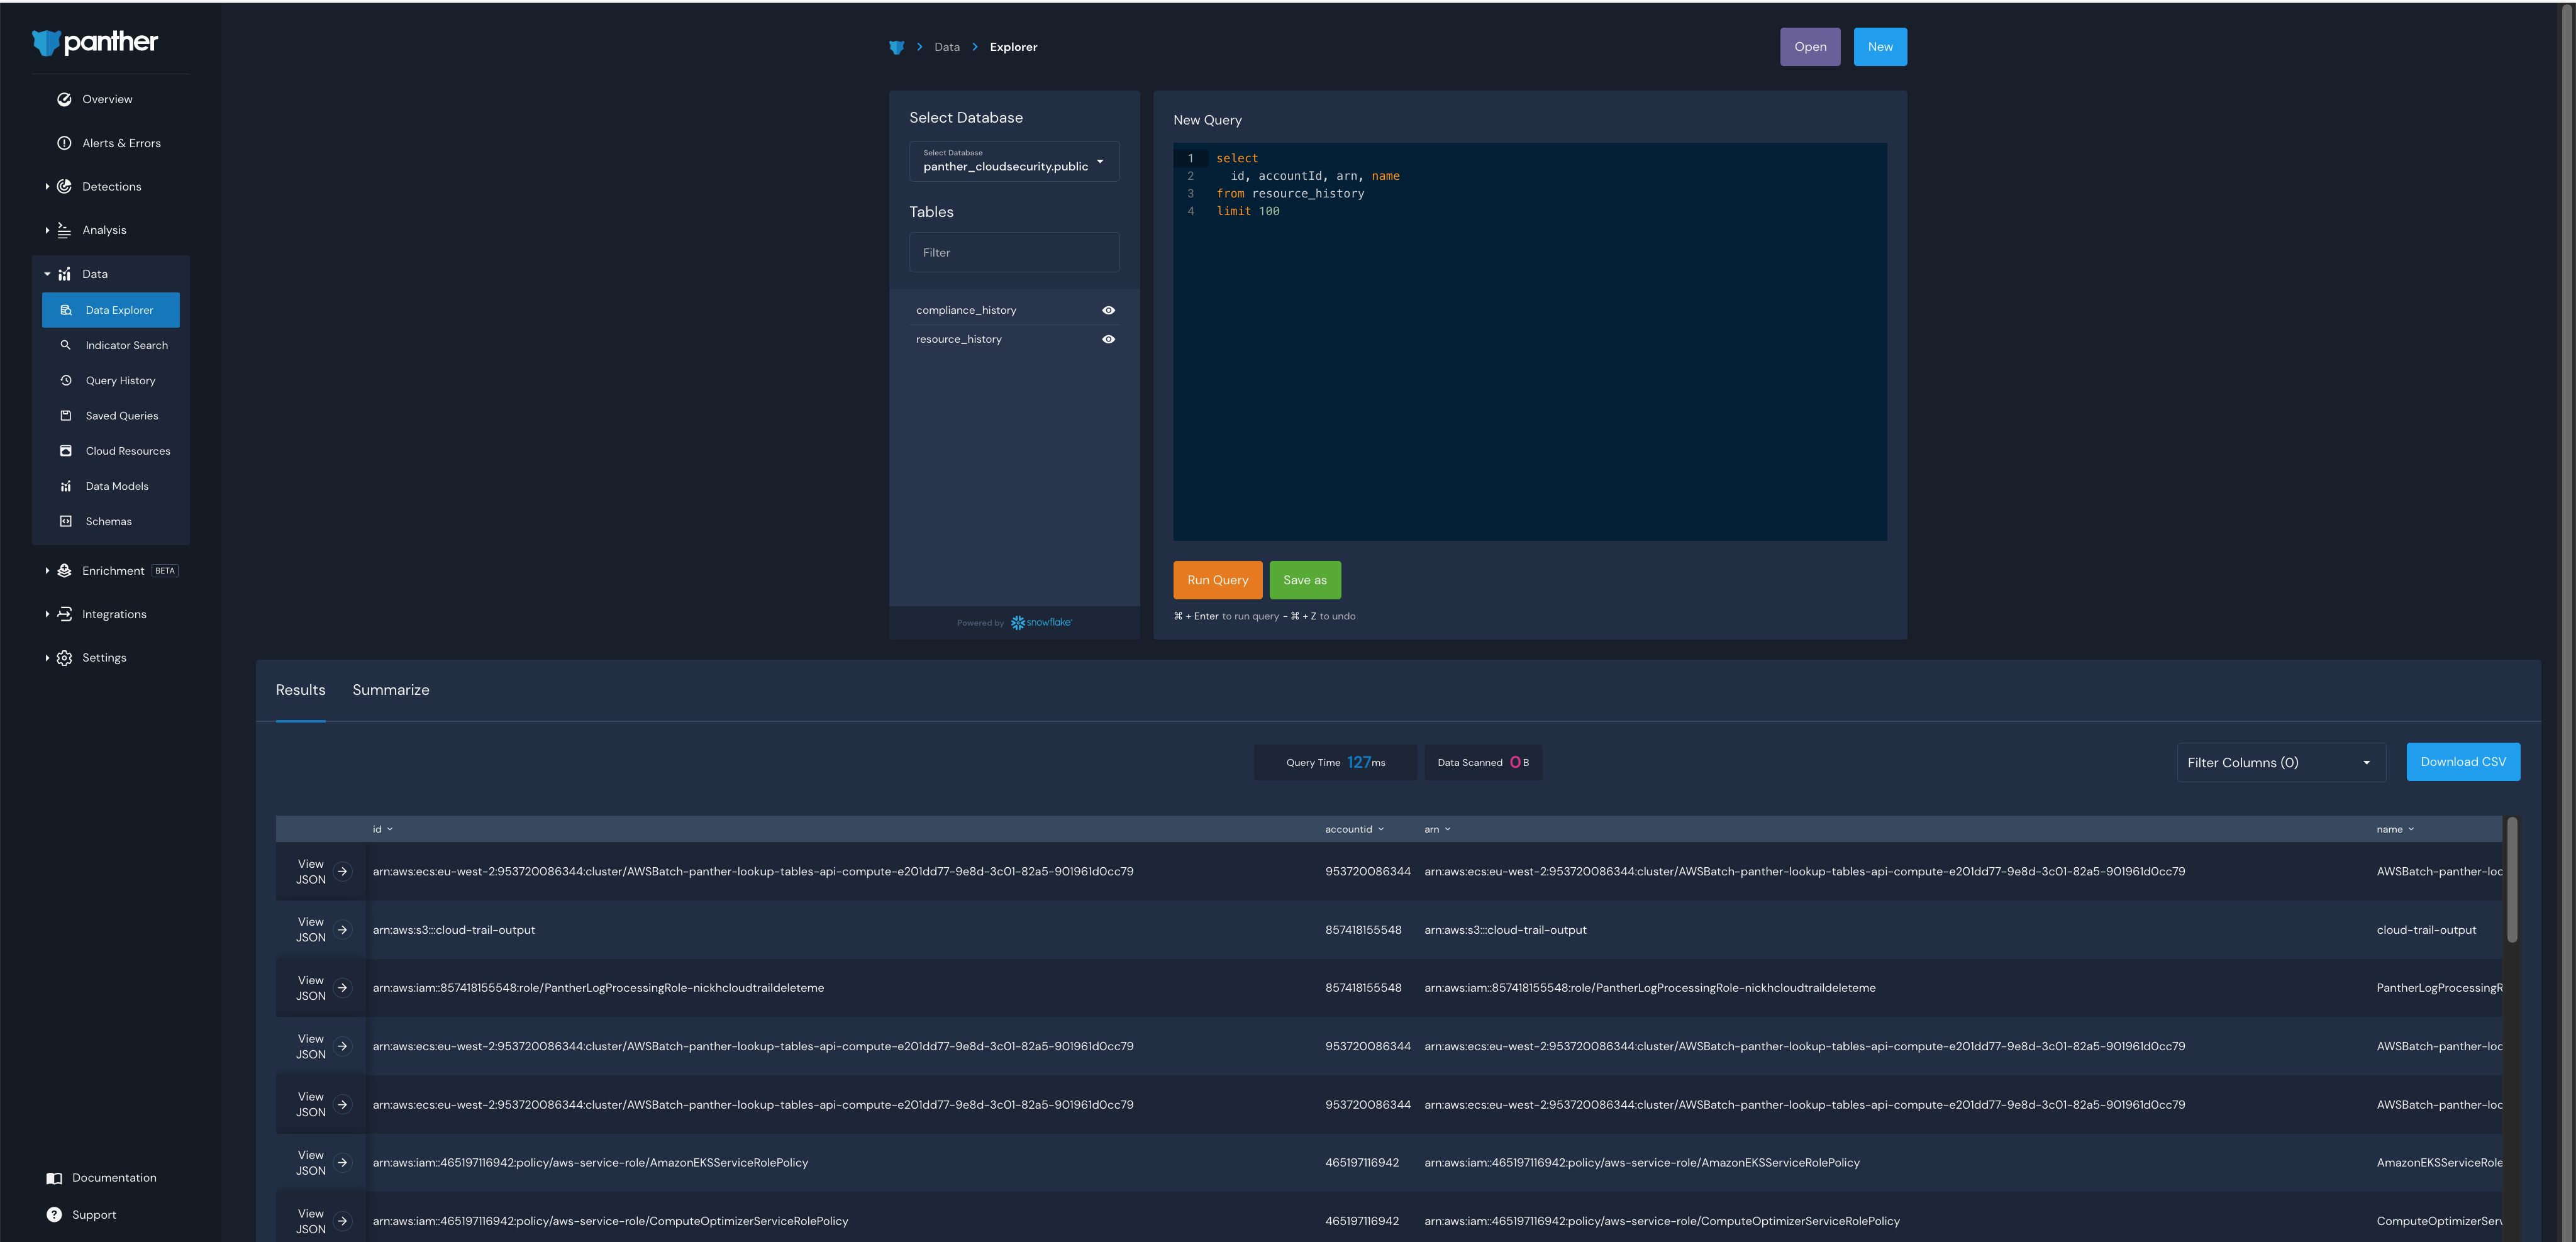 panther
Overview
Alerts & Errors
Detections
Analysis
Data
Data Explorer
Indicator Search
Query History
Saved Queries
Cloud Resources
Data Models
Schemas
Enrichment BETA
Integrations
Settings
Documentation
Support
Data Explorer
Open New
Select Database
Select Database
panther_cloudsecurity.public
Tables
Filter
compliance_history
resource_history
Powered by snowflake
New Query
1 select
2 id, accountId, arn, name
3 from resource_history
4 limit 100
Run Query Save as
⌘ + Enter to run query - ⌘ + Z to undo
Results Summarize
Query Time 127ms Data Scanned 0 B
Filter Columns (0) Download CSV
id accountid arn name
View JSON arn:aws:ecs:eu-west-2:953720086344:cluster/AWSBatch-panther-lookup-tables-api-compute-e201dd77-9e8d-3c01-82a5-901961d0cc79 953720086344 arn:aws:ecs:eu-west-2:953720086344:cluster/AWSBatch-panther-lookup-tables-api-compute-e201dd77-9e8d-3c01-82a5-901961d0cc79 AWSBatch-panther-loc
View JSON arn:aws:s3:::cloud-trail-output 857418155548 arn:aws:s3:::cloud-trail-output cloud-trail-output
View JSON arn:aws:iam::857418155548:role/PantherLogProcessingRole-nickhcloudtraildeleteme 857418155548 arn:aws:iam::857418155548:role/PantherLogProcessingRole-nickhcloudtraildeleteme PantherLogProcessingR
View JSON arn:aws:ecs:eu-west-2:953720086344:cluster/AWSBatch-panther-lookup-tables-api-compute-e201dd77-9e8d-3c01-82a5-901961d0cc79 953720086344 arn:aws:ecs:eu-west-2:953720086344:cluster/AWSBatch-panther-lookup-tables-api-compute-e201dd77-9e8d-3c01-82a5-901961d0cc79 AWSBatch-panther-loc
View JSON arn:aws:ecs:eu-west-2:953720086344:cluster/AWSBatch-panther-lookup-tables-api-compute-e201dd77-9e8d-3c01-82a5-901961d0cc79 953720086344 arn:aws:ecs:eu-west-2:953720086344:cluster/AWSBatch-panther-lookup-tables-api-compute-e201dd77-9e8d-3c01-82a5-901961d0cc79 AWSBatch-panther-loc
View JSON arn:aws:iam::465197116942:policy/aws-service-role/AmazonEKSServiceRolePolicy 465197116942 arn:aws:iam::465197116942:policy/aws-service-role/AmazonEKSServiceRolePolicy AmazonEKSServiceRole
View JSON arn:aws:iam::465197116942:policy/aws-service-role/ComputeOptimizerServiceRolePolicy 465197116942 arn:aws:iam::465197116942:policy/aws-service-role/ComputeOptimizerServiceRolePolicy ComputeOptimizerServ